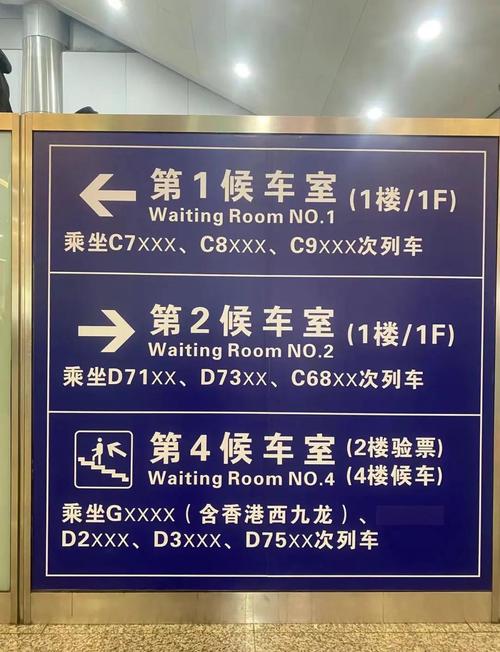 第1候车室 (1楼/1F)
Waiting Room NO.1
乘坐C7XXX、C8XXX、C9XXX次列车
第2候车室 (1楼/1F)
Waiting Room NO.2
乘坐D71XX、D73XX、C68XX次列车
第4候车室 (2楼验票)
Waiting Room NO.4 (4楼候车)
乘坐GXXXX（含香港西九龙）、
D2XXX、D3XXX、D75XX次列车